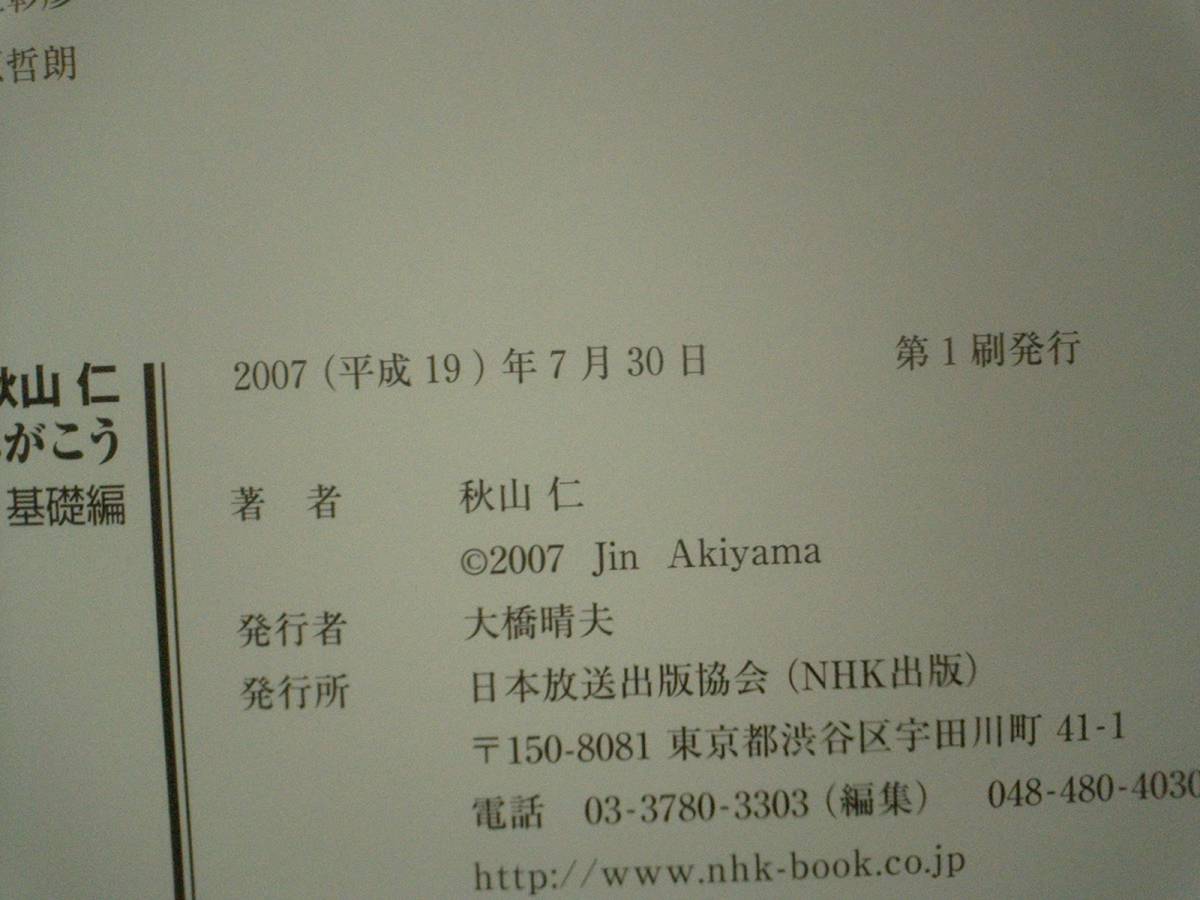 哲朗
秋山 仁
がこう
基礎編
2007 (平成 19) 年 7 月 30 日　第 1 刷発行
著　者　秋山 仁
©2007 Jin Akiyama
発行者　大橋晴夫
発行所　日本放送出版協会 (NHK出版)
〒150-8081 東京都渋谷区宇田川町 41-1
電話　03-3780-3303 (編集)　048-480-4030
http://www.nhk-book.co.jp